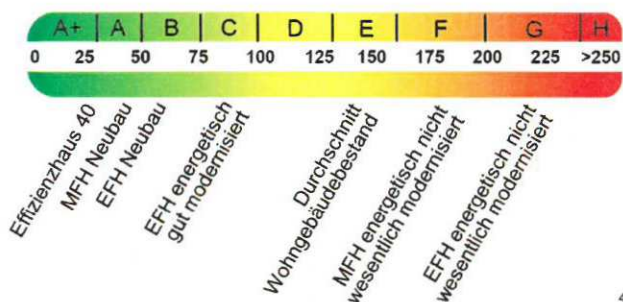 A+ A B C D E F G H
0 25 50 75 100 125 150 175 200 225 >250
Effizienzhaus 40
MFH Neubau
EFH Neubau
EFH energetisch
gut modernisiert
Durchschnitt
Wohngebäudebestand
MFH energetisch nicht
wesentlich modernisiert
EFH energetisch nicht
wesentlich modernisiert